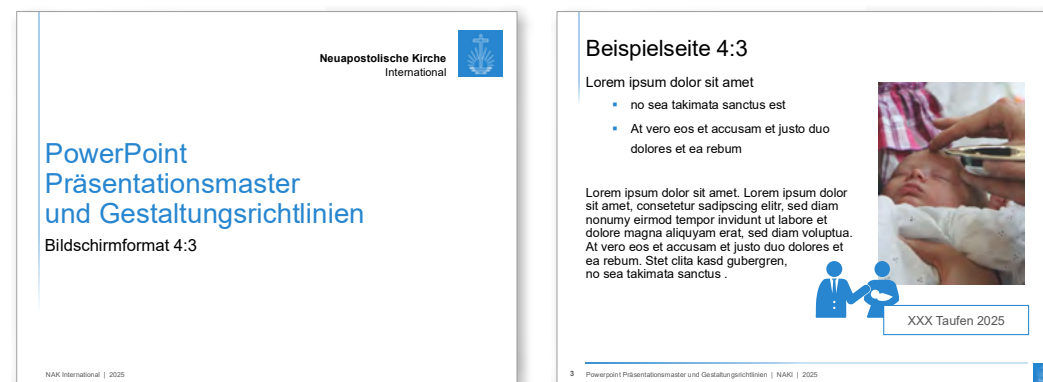 Neuapostolische Kirche
International
PowerPoint
Präsentationsmaster
und Gestaltungsrichtlinien
Bildschirmformat 4:3
NAK International | 2025
Beispielseite 4:3
Lorem ipsum dolor sit amet
▪ no sea takimata sanctus est
▪ At vero eos et accusam et justo duo
dolores et ea rebum
Lorem ipsum dolor sit amet. Lorem ipsum dolor
sit amet, consetetur sadipscing elitr, sed diam
nonumy eirmod tempor invidunt ut labore et
dolore magna aliquyam erat, sed diam voluptua.
At vero eos et accusam et justo duo dolores et
ea rebum. Stet clita kasd gubergren,
no sea takimata sanctus .
XXX Taufen 2025
3 Powerpoint Präsentationsmaster und Gestaltungsrichtlinien | NAKI | 2025